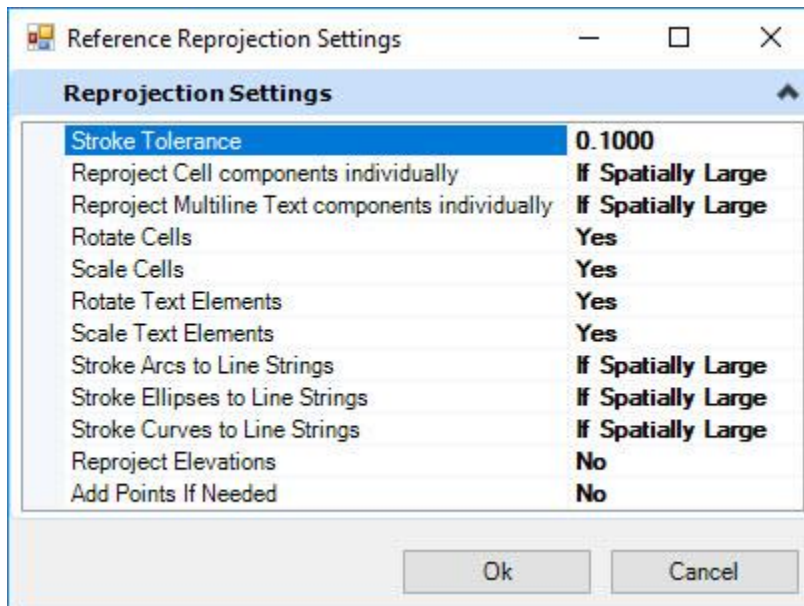 Reference Reprojection Settings
Reprojection Settings
Stroke Tolerance 0.1000
Reproject Cell components individually If Spatially Large
Reproject Multiline Text components individually If Spatially Large
Rotate Cells Yes
Scale Cells Yes
Rotate Text Elements Yes
Scale Text Elements Yes
Stroke Arcs to Line Strings If Spatially Large
Stroke Ellipses to Line Strings If Spatially Large
Stroke Curves to Line Strings If Spatially Large
Reproject Elevations No
Add Points If Needed No
Ok Cancel